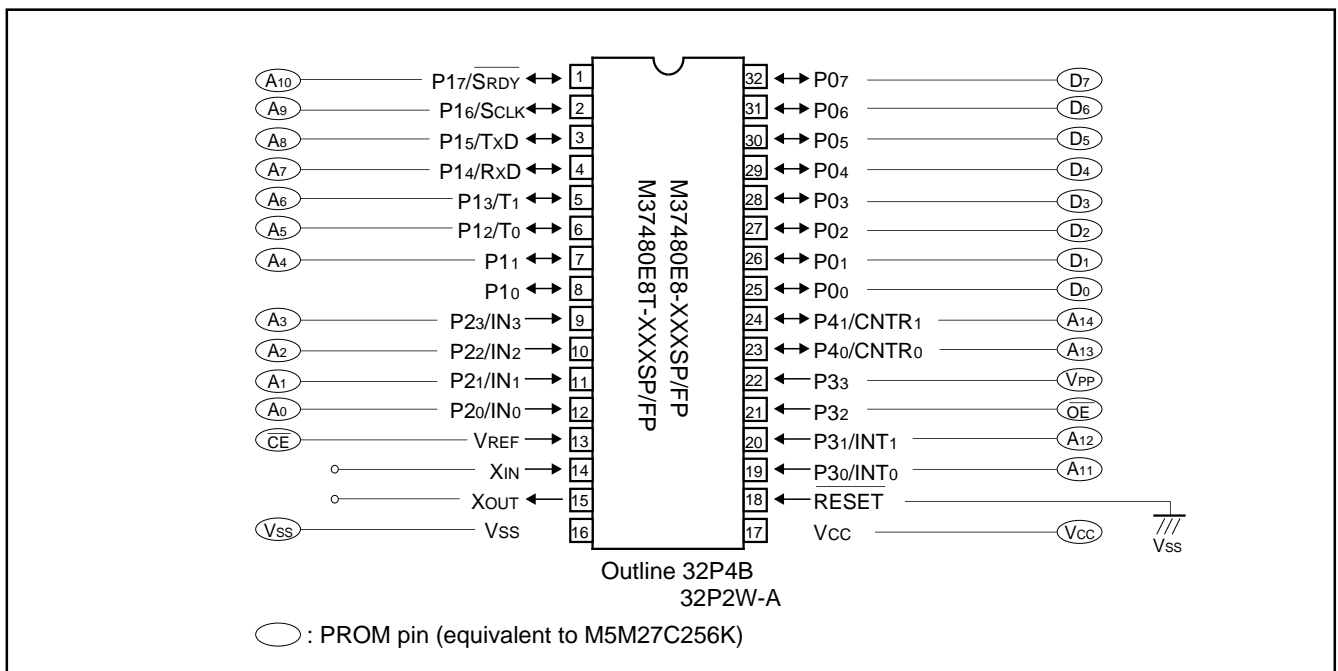 A10 P17/SRDY 1 32 P07 D7
A9 P16/SCLK 2 31 P06 D6
A8 P15/TXD 3 30 P05 D5
A7 P14/RXD 4 29 P04 D4
A6 P13/T1 5 28 P03 D3
A5 P12/T0 6 27 P02 D2
A4 P11 7 26 P01 D1
P10 8 25 P00 D0
A3 P23/IN3 9 24 P41/CNTR1 A14
A2 P22/IN2 10 23 P40/CNTR0 A13
A1 P21/IN1 11 22 P33 VPP
A0 P20/IN0 12 21 P32 OE
CE VREF 13 20 P31/INT1 A12
XIN 14 19 P30/INT0 A11
XOUT 15 18 RESET
VSS VSS 16 17 VCC VCC
VSS
M37480E8-XXXSP/FP
M37480E8T-XXXSP/FP
Outline 32P4B
32P2W-A
: PROM pin (equivalent to M5M27C256K)